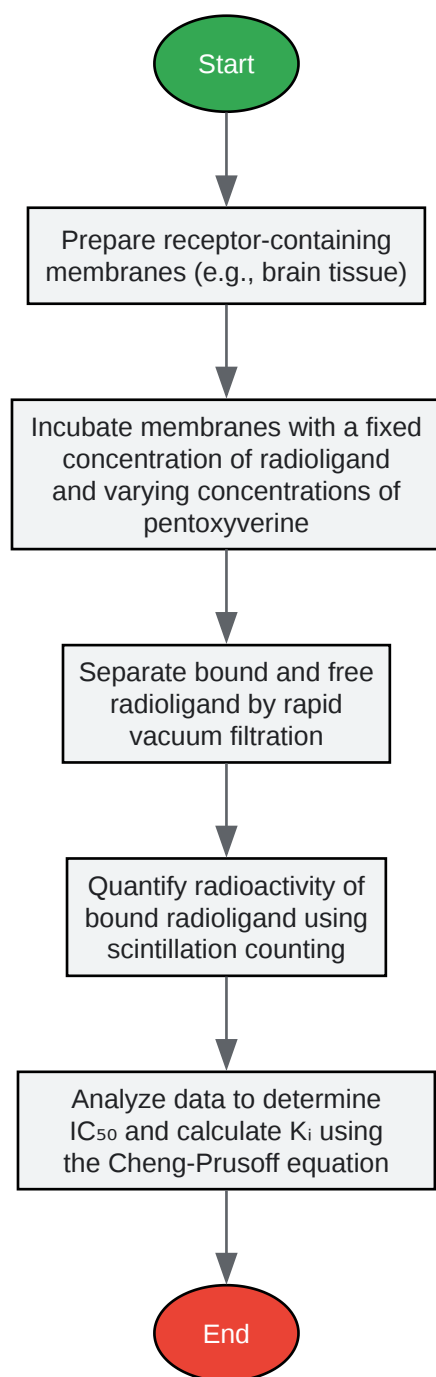 Start
Prepare receptor-containing
membranes (e.g., brain tissue)
Incubate membranes with a fixed
concentration of radioligand
and varying concentrations of
pentoxyverine
Separate bound and free
radioligand by rapid
vacuum filtration
Quantify radioactivity of
bound radioligand using
scintillation counting
Analyze data to determine
IC₅₀ and calculate Kᵢ using
the Cheng-Prusoff equation
End